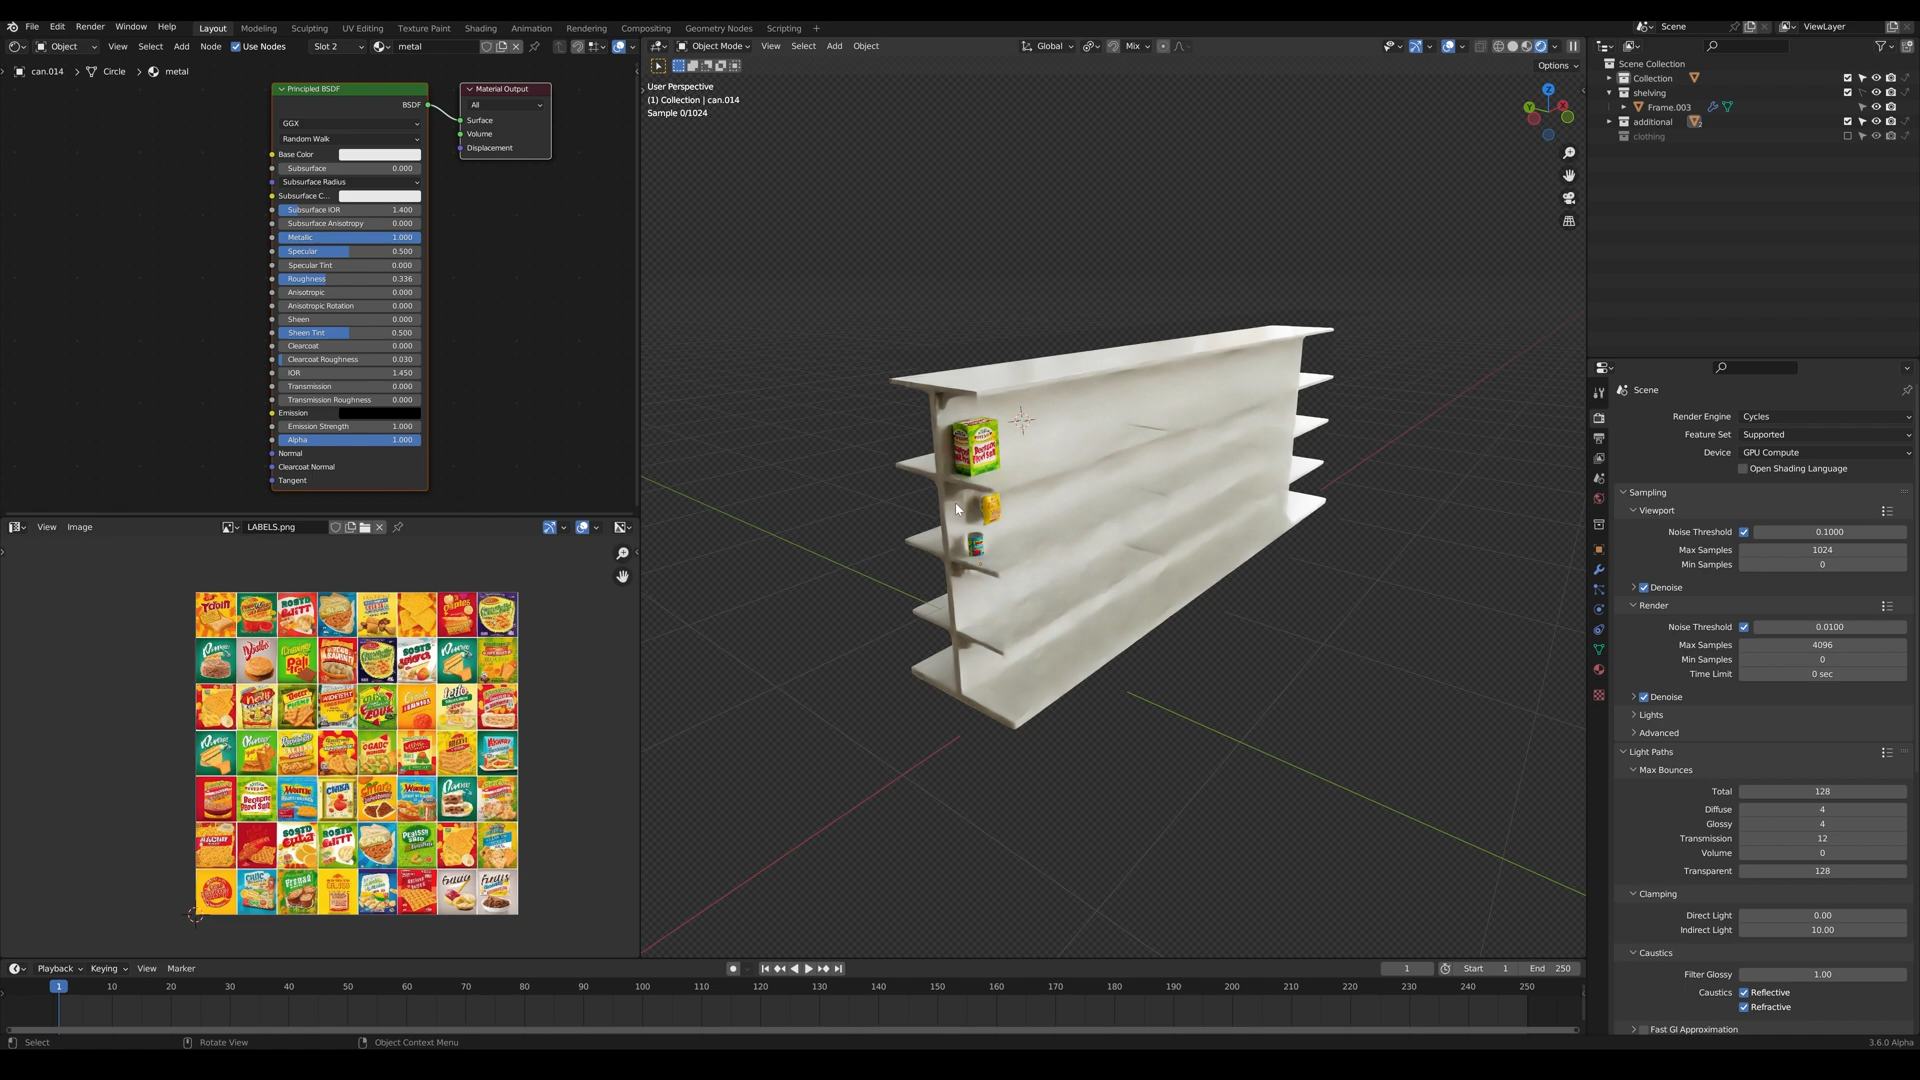 File Edit Render Window Help Layout Modeling Sculpting UV Editing Texture Paint Shading Animation Rendering Compositing Geometry Nodes Scripting + Scene ViewLayer
Object View Select Add Node Use Nodes Slot 2 metal
Object Mode View Select Add Object Global Mix
Options
can.014 > Circle > metal
Principled BSDF
BSDF
GGX
Random Walk
Base Color
Subsurface 0.000
Subsurface Radius
Subsurface C...
Subsurface IOR 1.400
Subsurface Anisotropy 0.000
Metallic 1.000
Specular 0.500
Specular Tint 0.000
Roughness 0.336
Anisotropic 0.000
Anisotropic Rotation 0.000
Sheen 0.000
Sheen Tint 0.500
Clearcoat 0.000
Clearcoat Roughness 0.030
IOR 1.450
Transmission 0.000
Transmission Roughness 0.000
Emission
Emission Strength 1.000
Alpha 1.000
Normal
Clearcoat Normal
Tangent
Material Output
All
Surface
Volume
Displacement
User Perspective
(1) Collection | can.014
Sample 0/1024
Z
Y
X
Scene Collection
Collection
shelving
Frame.003
additional 2
clothing
Scene
Render Engine Cycles
Feature Set Supported
Device GPU Compute
Open Shading Language
Sampling
Viewport
Noise Threshold 0.1000
Max Samples 1024
Min Samples 0
Denoise
Render
Noise Threshold 0.0100
Max Samples 4096
Min Samples 0
Time Limit 0 sec
Denoise
Lights
Advanced
Light Paths
Max Bounces
Total 128
Diffuse 4
Glossy 4
Transmission 12
Volume 0
Transparent 128
Clamping
Direct Light 0.00
Indirect Light 10.00
Caustics
Filter Glossy 1.00
Caustics Reflective
Refractive
Fast GI Approximation
View Image LABELS.png
Playback Keying View Marker 1 Start 1 End 250
1 10 20 30 40 50 60 70 80 90 100 110 120 130 140 150 160 170 180 190 200 210 220 230 240 250
Select Rotate View Object Context Menu 3.6.0 Alpha